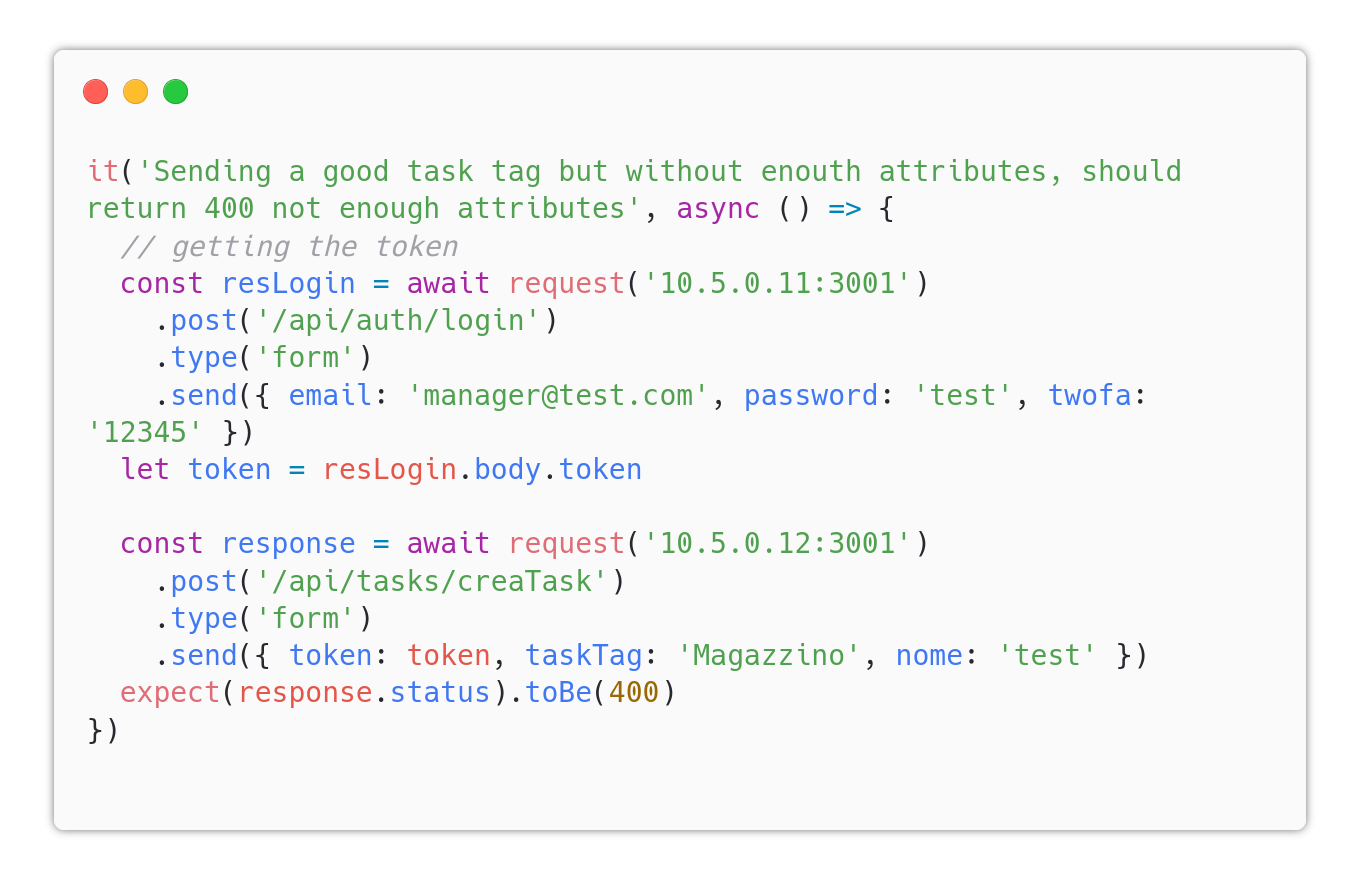 it('Sending a good task tag but without enouth attributes, should
return 400 not enough attributes', async () => {
  // getting the token
  const resLogin = await request('10.5.0.11:3001')
    .post('/api/auth/login')
    .type('form')
    .send({ email: 'manager@test.com', password: 'test', twofa:
'12345' })
  let token = resLogin.body.token

  const response = await request('10.5.0.12:3001')
    .post('/api/tasks/creaTask')
    .type('form')
    .send({ token: token, taskTag: 'Magazzino', nome: 'test' })
  expect(response.status).toBe(400)
})